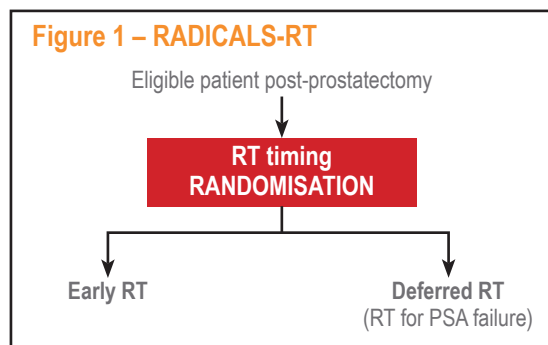 Figure 1 – RADICALS-RT
Eligible patient post-prostatectomy
RT timing
RANDOMISATION
Early RT
Deferred RT
(RT for PSA failure)